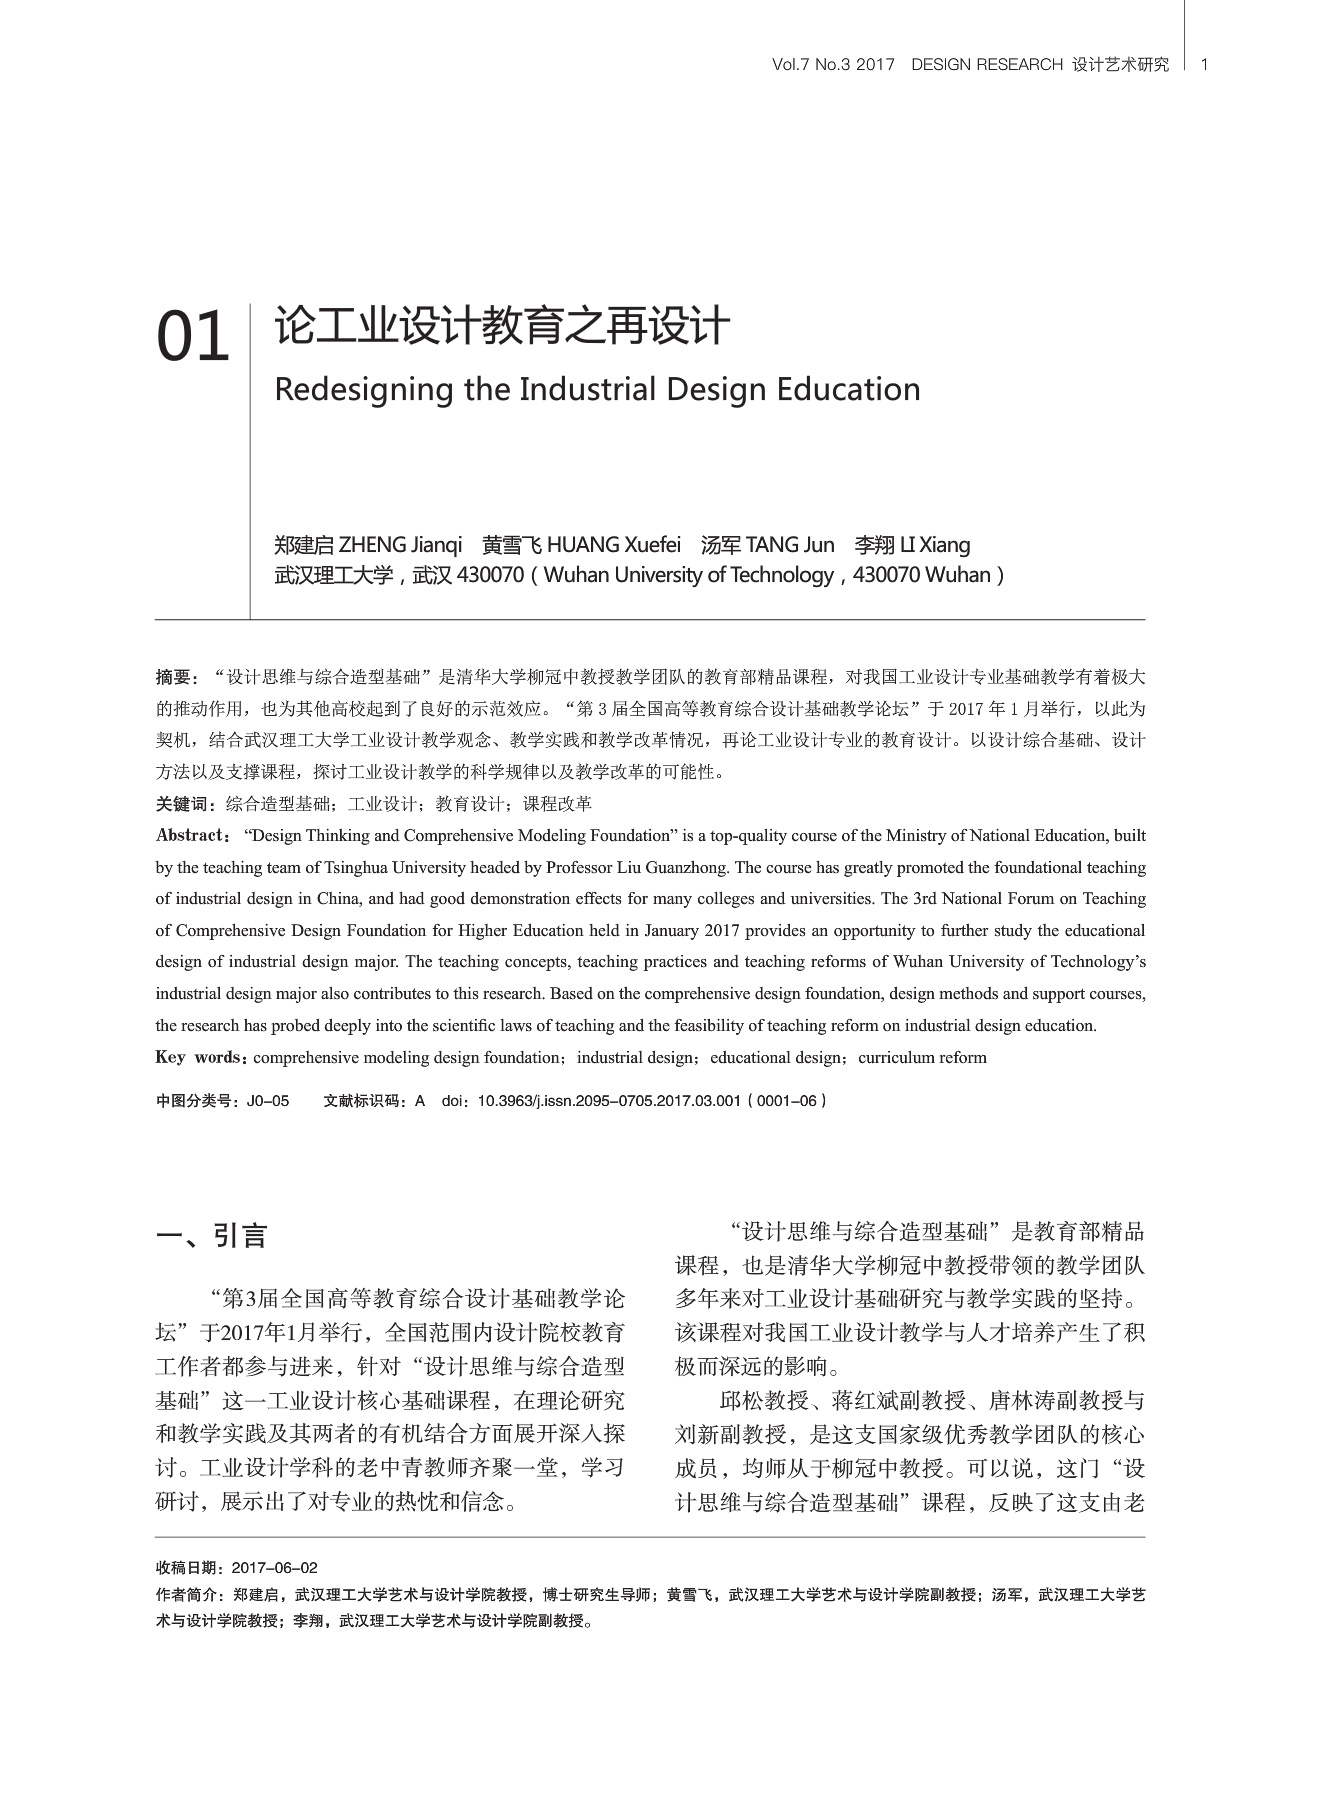 Vol.7 No.3 2017 DESIGN RESEARCH 设计艺术研究 1
01
论工业设计教育之再设计
Redesigning the Industrial Design Education
郑建启 ZHENG Jianqi 黄雪飞 HUANG Xuefei 汤军 TANG Jun 李翔 LI Xiang
武汉理工大学，武汉 430070（Wuhan University of Technology，430070 Wuhan）
摘要：“设计思维与综合造型基础”是清华大学柳冠中教授教学团队的教育部精品课程，对我国工业设计专业基础教学有着极大
的推动作用，也为其他高校起到了良好的示范效应。“第 3 届全国高等教育综合设计基础教学论坛”于 2017 年 1 月举行，以此为
契机，结合武汉理工大学工业设计教学观念、教学实践和教学改革情况，再论工业设计专业的教育设计。以设计综合基础、设计
方法以及支撑课程，探讨工业设计教学的科学规律以及教学改革的可能性。
关键词：综合造型基础；工业设计；教育设计；课程改革
Abstract： “Design Thinking and Comprehensive Modeling Foundation” is a top-quality course of the Ministry of National Education, built
by the teaching team of Tsinghua University headed by Professor Liu Guanzhong. The course has greatly promoted the foundational teaching
of industrial design in China, and had good demonstration effects for many colleges and universities. The 3rd National Forum on Teaching
of Comprehensive Design Foundation for Higher Education held in January 2017 provides an opportunity to further study the educational
design of industrial design major. The teaching concepts, teaching practices and teaching reforms of Wuhan University of Technology’s
industrial design major also contributes to this research. Based on the comprehensive design foundation, design methods and support courses,
the research has probed deeply into the scientific laws of teaching and the feasibility of teaching reform on industrial design education.
Key words：comprehensive modeling design foundation；industrial design；educational design；curriculum reform
中图分类号：J0-05 文献标识码：A doi：10.3963/j.issn.2095-0705.2017.03.001（0001-06）
一、引言
“第3届全国高等教育综合设计基础教学论
坛”于2017年1月举行，全国范围内设计院校教育
工作者都参与进来，针对“设计思维与综合造型
基础”这一工业设计核心基础课程，在理论研究
和教学实践及其两者的有机结合方面展开深入探
讨。工业设计学科的老中青教师齐聚一堂，学习
研讨，展示出了对专业的热忱和信念。
“设计思维与综合造型基础”是教育部精品
课程，也是清华大学柳冠中教授带领的教学团队
多年来对工业设计基础研究与教学实践的坚持。
该课程对我国工业设计教学与人才培养产生了积
极而深远的影响。
邱松教授、蒋红斌副教授、唐林涛副教授与
刘新副教授，是这支国家级优秀教学团队的核心
成员，均师从于柳冠中教授。可以说，这门“设
计思维与综合造型基础”课程，反映了这支由老
收稿日期：2017-06-02
作者简介：郑建启，武汉理工大学艺术与设计学院教授，博士研究生导师；黄雪飞，武汉理工大学艺术与设计学院副教授；汤军，武汉理工大学艺
术与设计学院教授；李翔，武汉理工大学艺术与设计学院副教授。